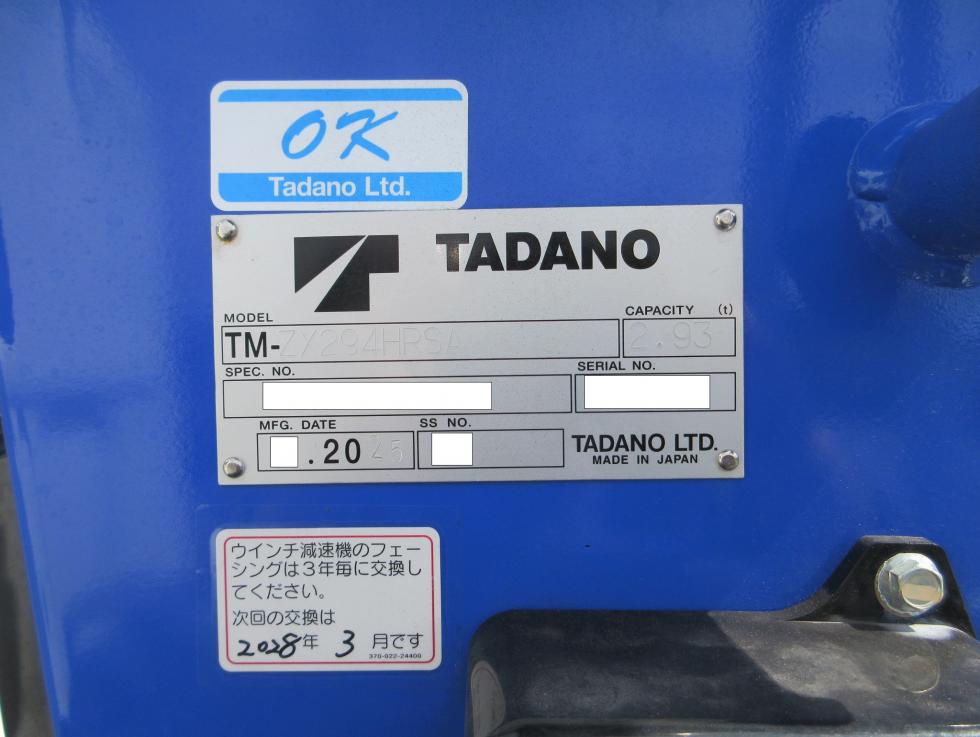 OK
Tadano Ltd.
TADANO
MODEL
CAPACITY (t)
TM-ZY294HRSA
2.93
SPEC. NO.
SERIAL NO.
MFG. DATE
SS NO.
.2025
TADANO LTD.
MADE IN JAPAN
ウインチ減速機のフェー
シングは3年毎に交換し
てください。
次回の交換は
2028年 3 月です
370-022-24400